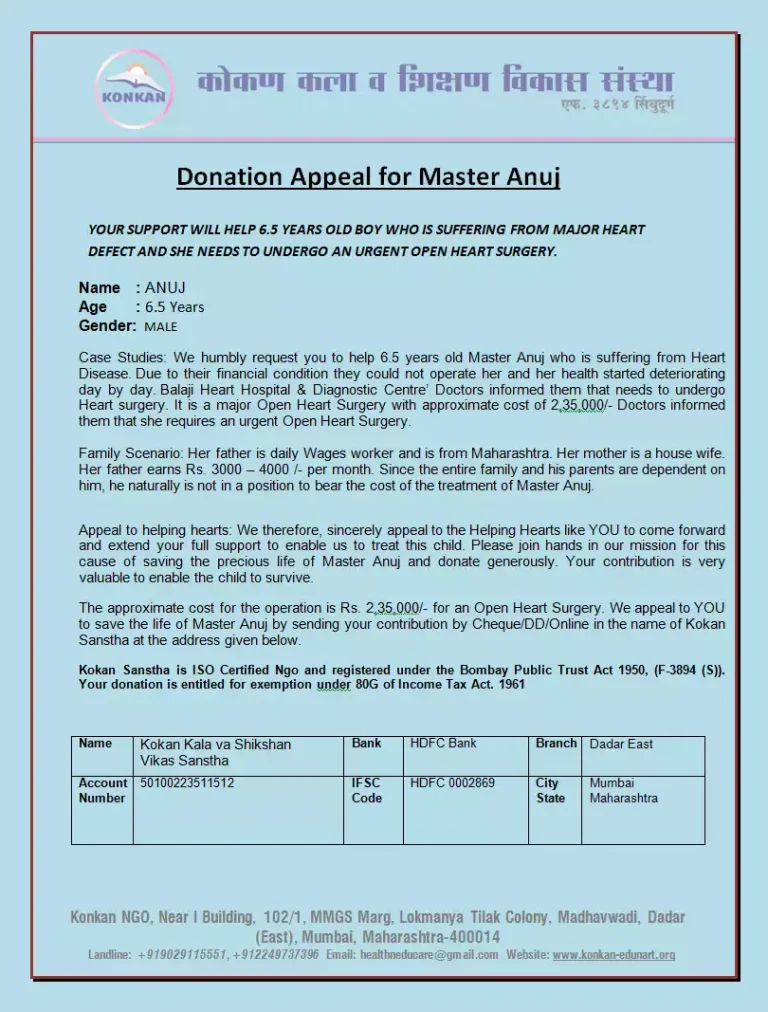 KONKAN
कोकण कला व शिक्षण विकास संस्था
एफ. ३८९४ सिंधुदूर्ग
Donation Appeal for Master Anuj
YOUR SUPPORT WILL HELP 6.5 YEARS OLD BOY WHO IS SUFFERING FROM MAJOR HEART
DEFECT AND SHE NEEDS TO UNDERGO AN URGENT OPEN HEART SURGERY.
Name : ANUJ
Age : 6.5 Years
Gender: MALE
Case Studies: We humbly request you to help 6.5 years old Master Anuj who is suffering from Heart
Disease. Due to their financial condition they could not operate her and her health started deteriorating
day by day. Balaji Heart Hospital & Diagnostic Centre’ Doctors informed them that needs to undergo
Heart surgery. It is a major Open Heart Surgery with approximate cost of 2,35,000/- Doctors informed
them that she requires an urgent Open Heart Surgery.
Family Scenario: Her father is daily Wages worker and is from Maharashtra. Her mother is a house wife.
Her father earns Rs. 3000 – 4000 /- per month. Since the entire family and his parents are dependent on
him, he naturally is not in a position to bear the cost of the treatment of Master Anuj.
Appeal to helping hearts: We therefore, sincerely appeal to the Helping Hearts like YOU to come forward
and extend your full support to enable us to treat this child. Please join hands in our mission for this
cause of saving the precious life of Master Anuj and donate generously. Your contribution is very
valuable to enable the child to survive.
The approximate cost for the operation is Rs. 2,35,000/- for an Open Heart Surgery. We appeal to YOU
to save the life of Master Anuj by sending your contribution by Cheque/DD/Online in the name of Kokan
Sanstha at the address given below.
Kokan Sanstha is ISO Certified Ngo and registered under the Bombay Public Trust Act 1950, (F-3894 (S)).
Your donation is entitled for exemption under 80G of Income Tax Act. 1961
Name Kokan Kala va Shikshan Bank HDFC Bank Branch Dadar East
Vikas Sanstha
Account 50100223511512 IFSC HDFC 0002869 City Mumbai
Number Code State Maharashtra
Konkan NGO, Near I Building, 102/1, MMGS Marg, Lokmanya Tilak Colony, Madhavwadi, Dadar
(East), Mumbai, Maharashtra-400014
Landline: +919029115551, +912249737396 Email: healthneducare@gmail.com Website: www.konkan-edunart.org